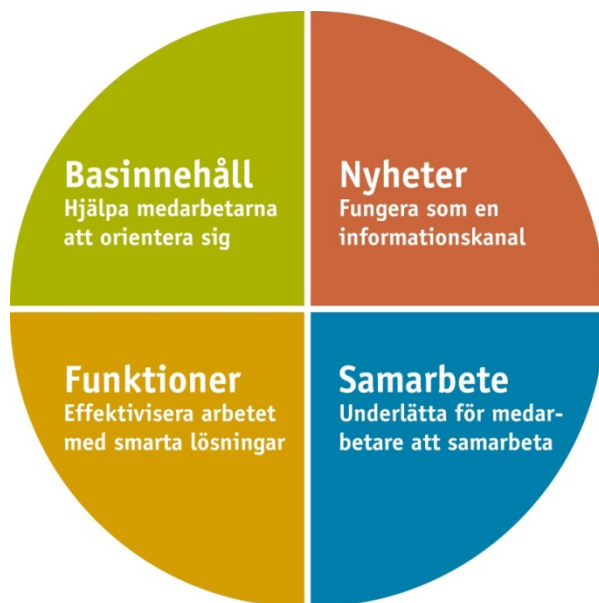 Basinnehåll
Hjälpa medarbetarna
att orientera sig
Nyheter
Fungera som en
informationskanal
Funktioner
Effektivisera arbetet
med smarta lösningar
Samarbete
Underlätta för medar-
betare att samarbeta